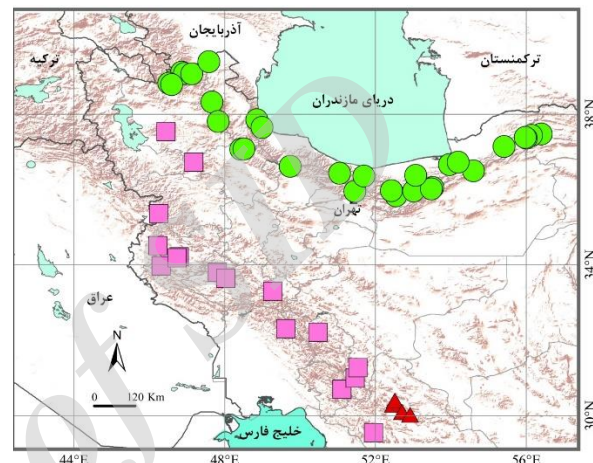 آذربایجان
ترکیه
ترکمنستان
دریای مازندران
38°N
تهران
34°N
عراق
N
0 120 Km
خلیج فارس
30°N
44°E 48°E 52°E 56°E